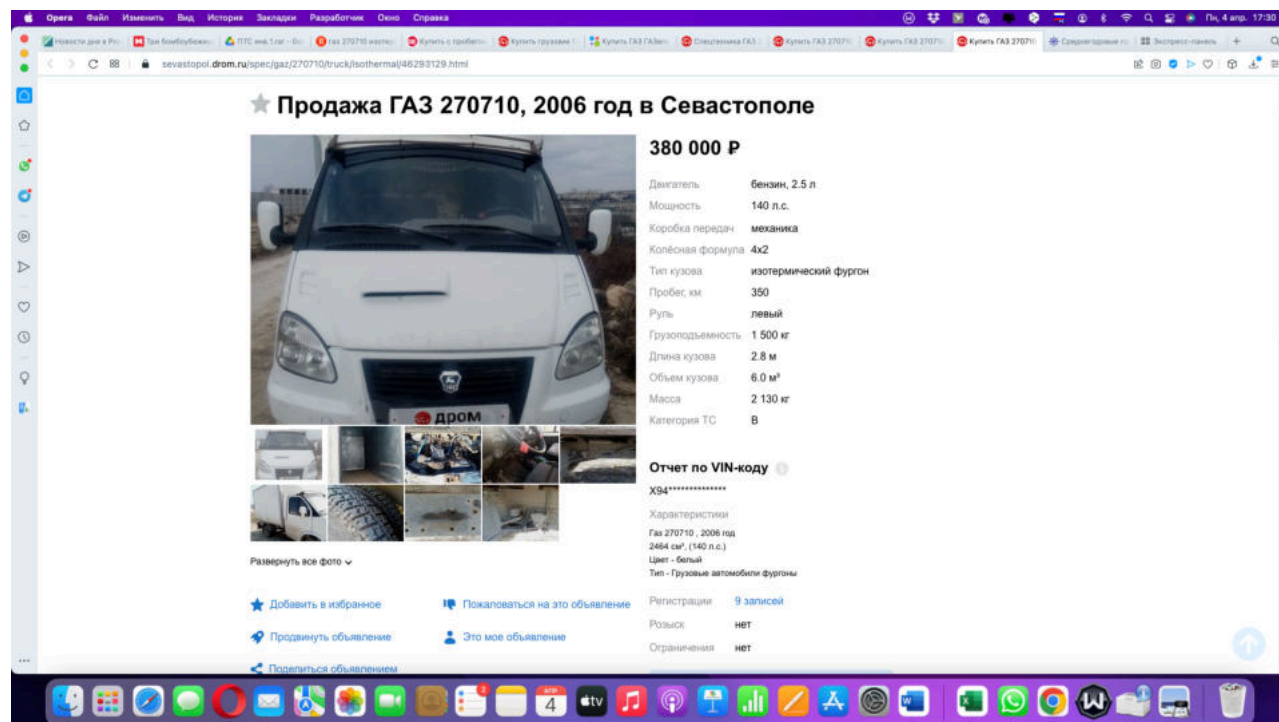 Opera Файл Изменить Вид История Закладки Разработчик Окно Справка
Пн, 4 апр. 17:30
Купить ГАЗ 270710
sevastopol.drom.ru/spec/gaz/270710/truck/isothermal/46293129.html
Продажа ГАЗ 270710, 2006 год в Севастополе
380 000 ₽
Двигатель бензин, 2.5 л
Мощность 140 л.с.
Коробка передач механика
Колёсная формула 4x2
Тип кузова изотермический фургон
Пробег, км 350
Руль левый
Грузоподъемность 1 500 кг
Длина кузова 2.8 м
Объем кузова 6.0 м³
Масса 2 130 кг
Категория ТС B
дром
Отчет по VIN-коду
X94**************
Характеристики
Газ 270710 , 2006 год
2464 см³, (140 л.с.)
Цвет - белый
Тип - Грузовые автомобили фургоны
Регистрации 9 записей
Розыск нет
Ограничения нет
Развернуть все фото
Добавить в избранное
Пожаловаться на это объявление
Продвинуть объявление
Это мое объявление
Поделиться объявлением
АПР
4
tv